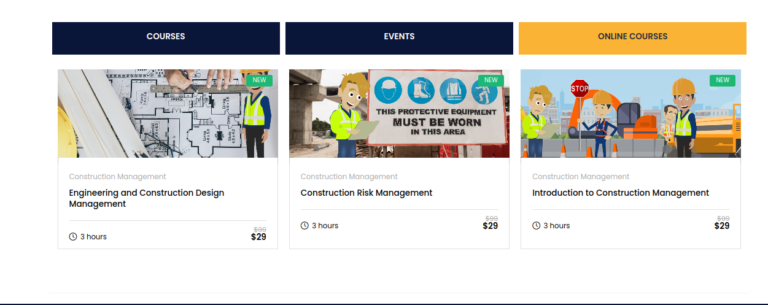 COURSES
EVENTS
ONLINE COURSES
NEW
Construction Management
Engineering and Construction Design
Management
3 hours
$99
$29
NEW
THIS PROTECTIVE EQUIPMENT
MUST BE WORN
IN THIS AREA
Construction Management
Construction Risk Management
3 hours
$99
$29
NEW
STOP
Construction Management
Introduction to Construction Management
3 hours
$99
$29